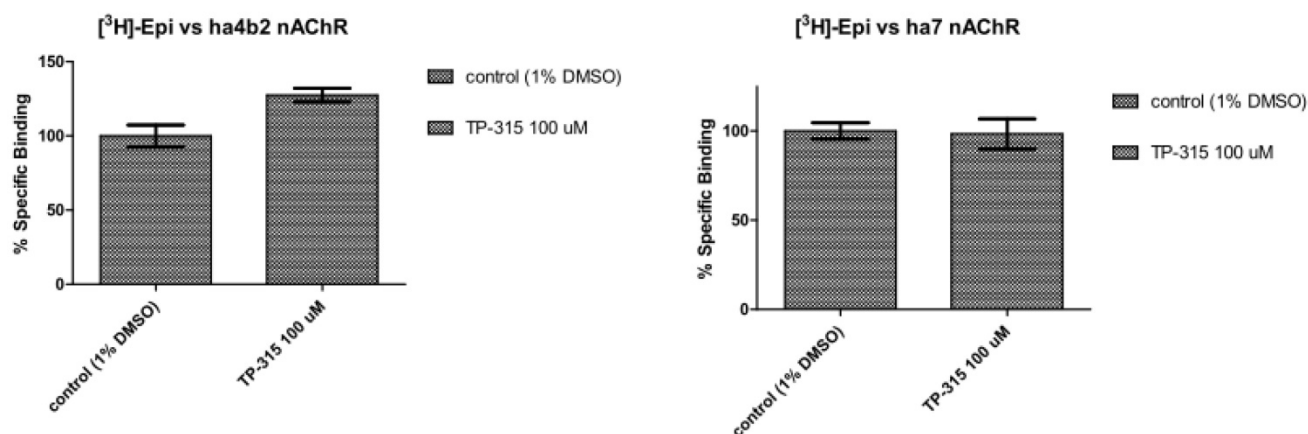 [³H]-Epi vs ha4b2 nAChR
% Specific Binding
150
100
50
0
control (1% DMSO)
TP-315 100 uM
control (1% DMSO)
TP-315 100 uM
[³H]-Epi vs ha7 nAChR
% Specific Binding
100
50
0
control (1% DMSO)
TP-315 100 uM
control (1% DMSO)
TP-315 100 uM